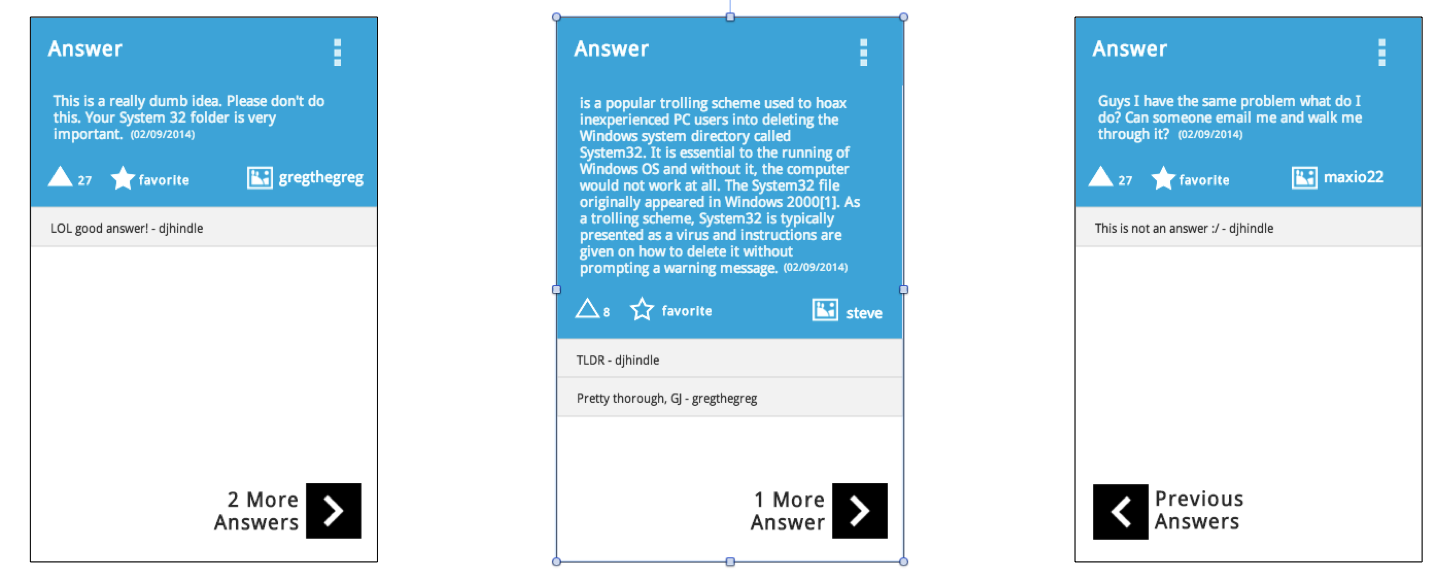 Answer
This is a really dumb idea. Please don't do
this. Your System 32 folder is very
important. (02/09/2014)
27 favorite gregthegreg
LOL good answer! - djhindle
2 More
Answers
Answer
is a popular trolling scheme used to hoax
inexperienced PC users into deleting the
Windows system directory called
System32. It is essential to the running of
Windows OS and without it, the computer
would not work at all. The System32 file
originally appeared in Windows 2000[1]. As
a trolling scheme, System32 is typically
presented as a virus and instructions are
given on how to delete it without
prompting a warning message. (02/09/2014)
8 favorite steve
TLDR - djhindle
Pretty thorough, GJ - gregthegreg
1 More
Answer
Answer
Guys I have the same problem what do I
do? Can someone email me and walk me
through it? (02/09/2014)
27 favorite maxio22
This is not an answer :/ - djhindle
Previous
Answers